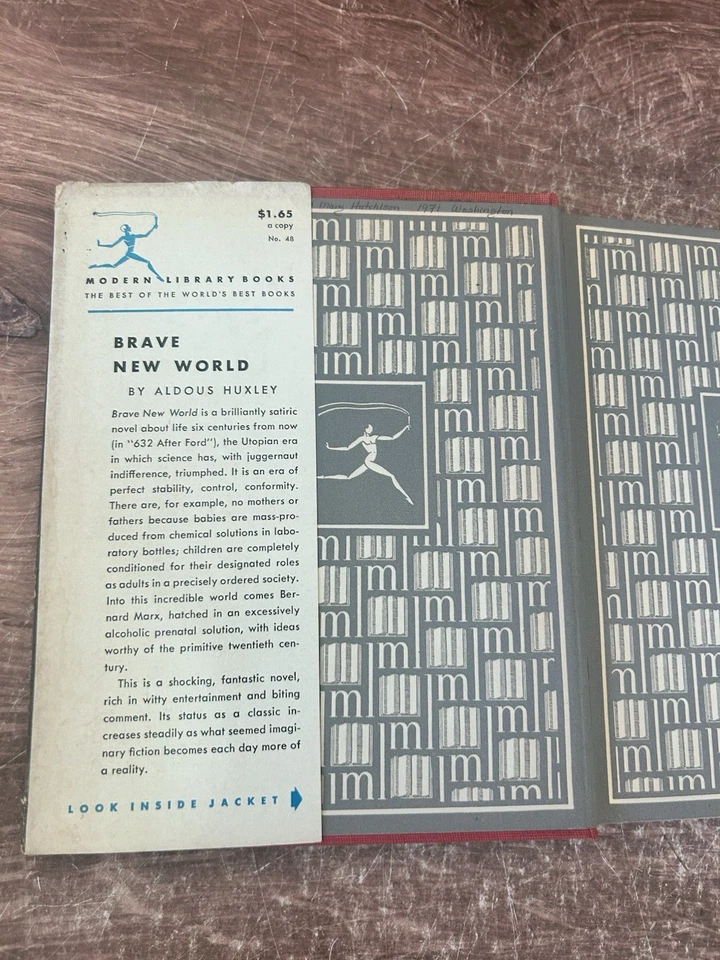 $1.65
a copy
No. 48
MODERN LIBRARY BOOKS
THE BEST OF THE WORLD'S BEST BOOKS
BRAVE
NEW WORLD
BY ALDOUS HUXLEY
Brave New World is a brilliantly satiric
novel about life six centuries from now
(in "632 After Ford"), the Utopian era
in which science has, with juggernaut
indifference, triumphed. It is an era of
perfect stability, control, conformity.
There are, for example, no mothers or
fathers because babies are mass-pro-
duced from chemical solutions in labo-
ratory bottles; children are completely
conditioned for their designated roles
as adults in a precisely ordered society.
Into this incredible world comes Ber-
nard Marx, hatched in an excessively
alcoholic prenatal solution, with ideas
worthy of the primitive twentieth cen-
tury.
This is a shocking, fantastic novel,
rich in witty entertainment and biting
comment. Its status as a classic in-
creases steadily as what seemed imagi-
nary fiction becomes each day more of
a reality.
LOOK INSIDE JACKET
Mary Hutchison 1971 Washington